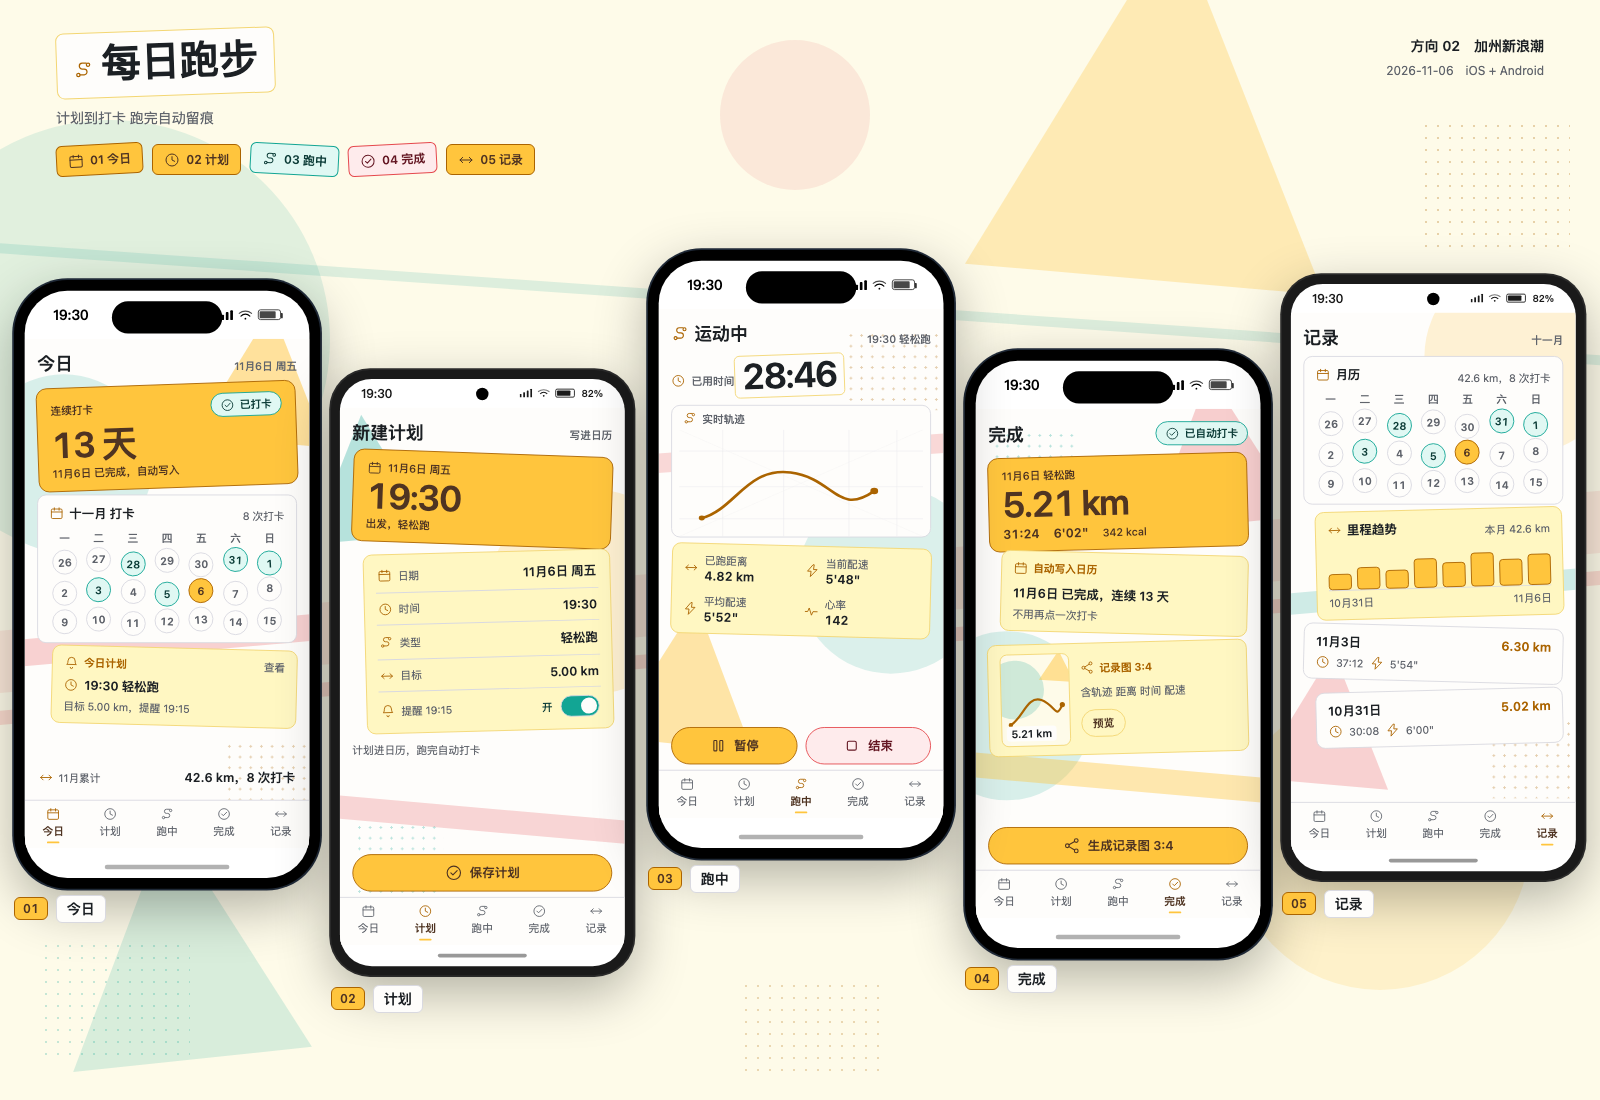 每日跑步
计划到打卡 跑完自动留痕
01 今日
02 计划
03 跑中
04 完成
05 记录
方向 02 加州新浪潮
2026-11-06 iOS + Android
19:30
今日
11月6日 周五
连续打卡
已打卡
13 天
11月6日 已完成，自动写入
十一月 打卡
8 次打卡
一 二 三 四 五 六 日
26 27 28 29 30 31 1
2 3 4 5 6 7 8
9 10 11 12 13 14 15
今日计划
查看
19:30 轻松跑
目标 5.00 km，提醒 19:15
11月累计
42.6 km，8 次打卡
今日 计划 跑中 完成 记录
01 今日
19:30
82%
新建计划
写进日历
11月6日 周五
19:30
出发，轻松跑
日期 11月6日 周五
时间 19:30
类型 轻松跑
目标 5.00 km
提醒 19:15 开
计划进日历，跑完自动打卡
保存计划
今日 计划 跑中 完成 记录
02 计划
19:30
运动中
19:30 轻松跑
已用时间 28:46
实时轨迹
已跑距离
4.82 km
当前配速
5'48"
平均配速
5'52"
心率
142
暂停
结束
今日 计划 跑中 完成 记录
03 跑中
19:30
完成
已自动打卡
11月6日 轻松跑
5.21 km
31:24 6'02" 342 kcal
自动写入日历
11月6日 已完成，连续 13 天
不用再点一次打卡
5.21 km
记录图 3:4
含轨迹 距离 时间 配速
预览
生成记录图 3:4
今日 计划 跑中 完成 记录
04 完成
19:30
82%
记录
十一月
月历
42.6 km，8 次打卡
一 二 三 四 五 六 日
26 27 28 29 30 31 1
2 3 4 5 6 7 8
9 10 11 12 13 14 15
里程趋势
本月 42.6 km
10月31日
11月6日
11月3日
6.30 km
37:12 5'54"
10月31日
5.02 km
30:08 6'00"
今日 计划 跑中 完成 记录
05 记录